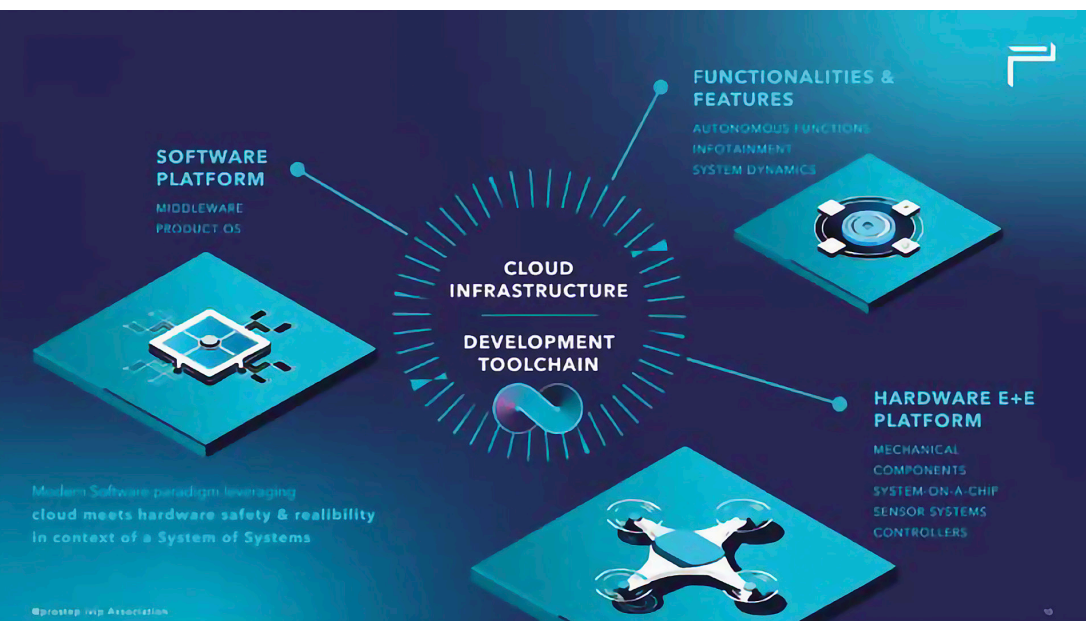 FUNCTIONALITIES &
FEATURES
AUTONOMOUS FUNCTIONS
INFOTAINMENT
SYSTEM DYNAMICS
SOFTWARE
PLATFORM
MIDDLEWARE
PRODUCT OS
CLOUD
INFRASTRUCTURE
DEVELOPMENT
TOOLCHAIN
HARDWARE E+E
PLATFORM
MECHANICAL
COMPONENTS
SYSTEM-ON-A-CHIP
SENSOR SYSTEMS
CONTROLLERS
Modern Software paradigm leveraging
cloud meets hardware safety & realibility
in context of a System of Systems
©prostep ivip Association